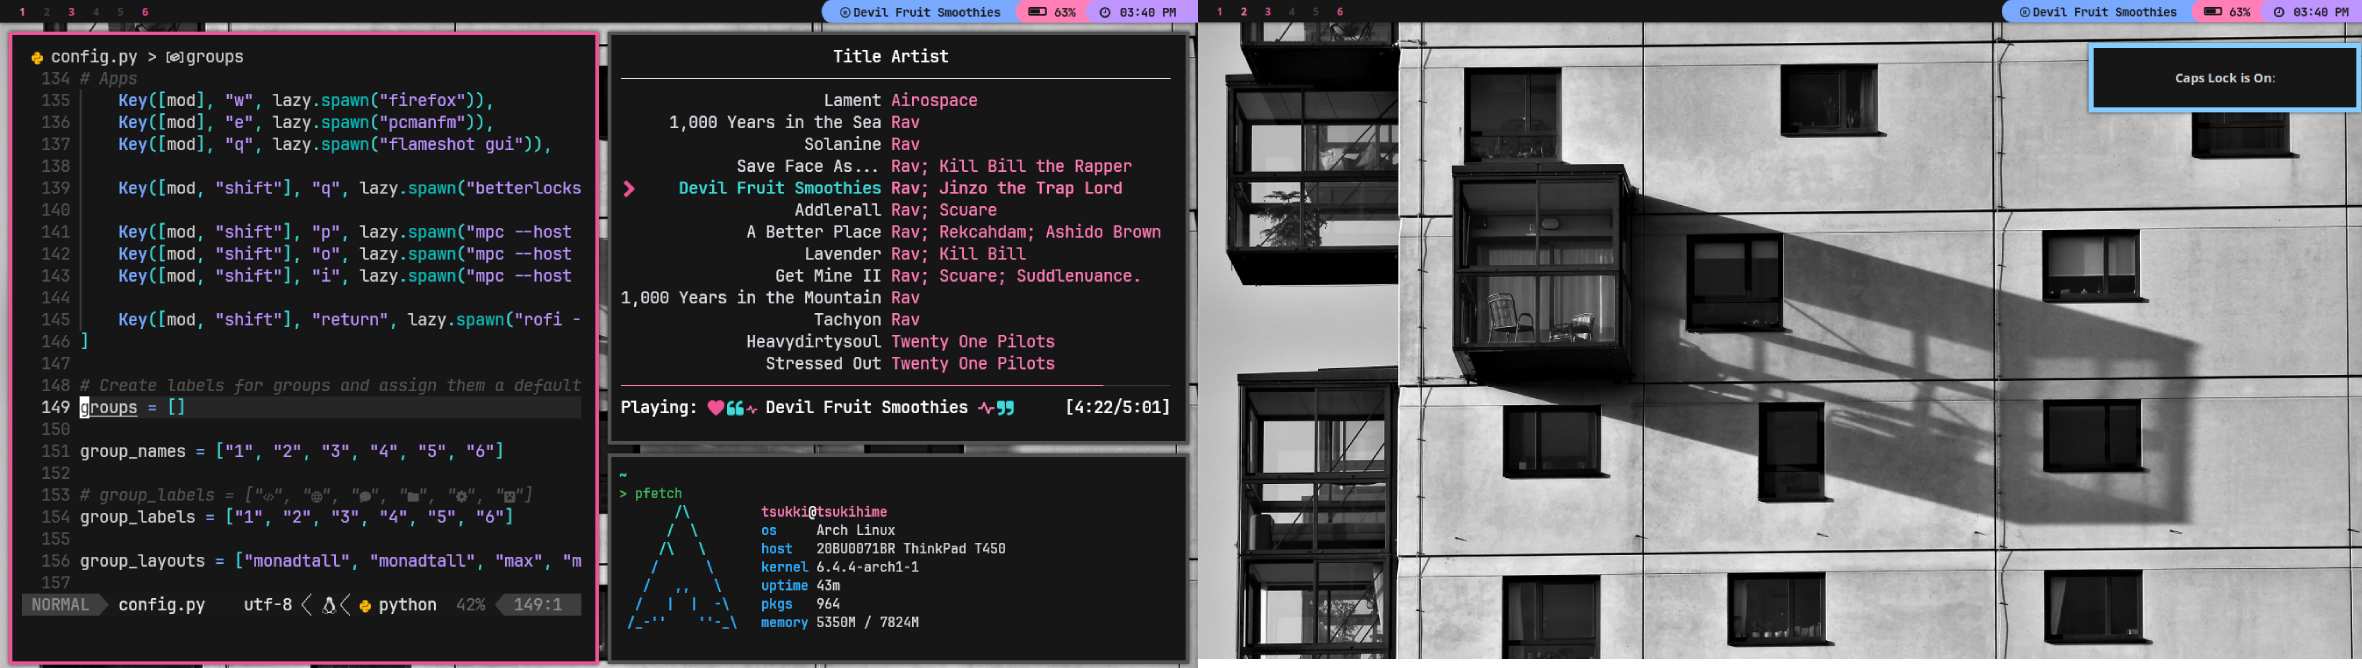 1 2 3 4 5 6
Devil Fruit Smoothies 63% 03:40 PM
config.py > groups
134 # Apps
135 Key([mod], "w", lazy.spawn("firefox")),
136 Key([mod], "e", lazy.spawn("pcmanfm")),
137 Key([mod], "q", lazy.spawn("flameshot gui")),
138
139 Key([mod, "shift"], "q", lazy.spawn("betterlocks
140
141 Key([mod, "shift"], "p", lazy.spawn("mpc --host
142 Key([mod, "shift"], "o", lazy.spawn("mpc --host
143 Key([mod, "shift"], "i", lazy.spawn("mpc --host
144
145 Key([mod, "shift"], "return", lazy.spawn("rofi -
146 ]
147
148 # Create labels for groups and assign them a default
149 groups = []
150
151 group_names = ["1", "2", "3", "4", "5", "6"]
152
153 # group_labels = ["", "", "", "", "", ""]
154 group_labels = ["1", "2", "3", "4", "5", "6"]
155
156 group_layouts = ["monadtall", "monadtall", "max", "m
157
NORMAL config.py utf-8 python 42% 149:1
Title Artist
Lament Airospace
1,000 Years in the Sea Rav
Solanine Rav
Save Face As... Rav; Kill Bill the Rapper
Devil Fruit Smoothies Rav; Jinzo the Trap Lord
Addlerall Rav; Scuare
A Better Place Rav; Rekcahdam; Ashido Brown
Lavender Rav; Kill Bill
Get Mine II Rav; Scuare; Suddlenuance.
1,000 Years in the Mountain Rav
Tachyon Rav
Heavydirtysoul Twenty One Pilots
Stressed Out Twenty One Pilots
Playing: Devil Fruit Smoothies [4:22/5:01]
~
> pfetch
tsukki@tsukihime
os Arch Linux
host 20BU0071BR ThinkPad T450
kernel 6.4.4-arch1-1
uptime 43m
pkgs 964
memory 5350M / 7824M
1 2 3 4 5 6
Devil Fruit Smoothies 63% 03:40 PM
Caps Lock is On: